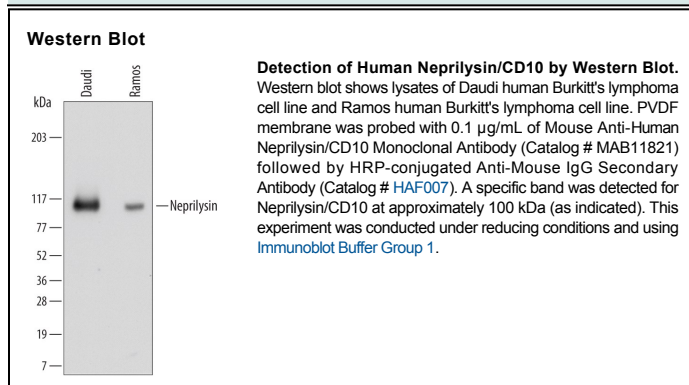 Western Blot
Daudi
Ramos
kDa
203
117
Neprilysin
77
52
36
28
19
7
Detection of Human Neprilysin/CD10 by Western Blot.
Western blot shows lysates of Daudi human Burkitt's lymphoma
cell line and Ramos human Burkitt's lymphoma cell line. PVDF
membrane was probed with 0.1 µg/mL of Mouse Anti-Human
Neprilysin/CD10 Monoclonal Antibody (Catalog # MAB11821)
followed by HRP-conjugated Anti-Mouse IgG Secondary
Antibody (Catalog # HAF007). A specific band was detected for
Neprilysin/CD10 at approximately 100 kDa (as indicated). This
experiment was conducted under reducing conditions and using
Immunoblot Buffer Group 1.